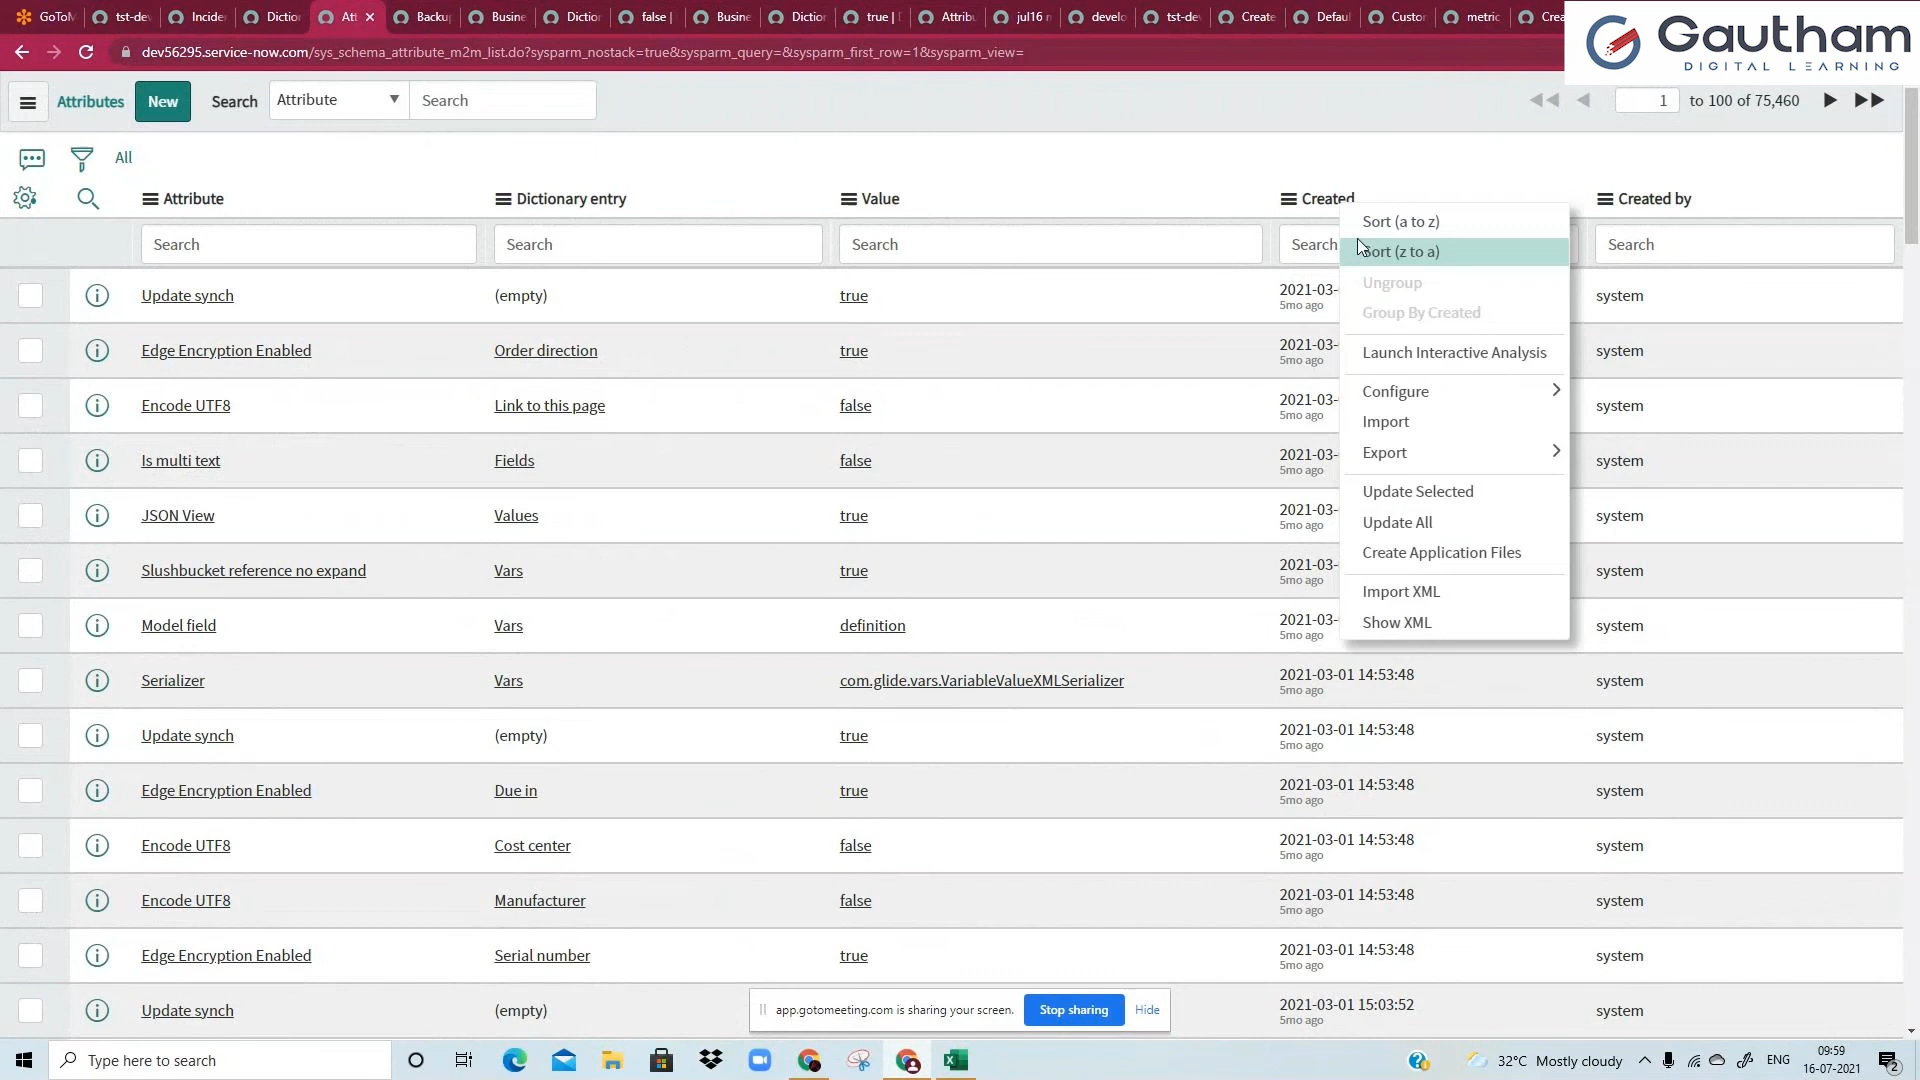 GoToM
tst-dev
Inciden
Diction
Att
Backu
Busine
Diction
false |
Busine
Diction
true | D
Attribu
jul16 n
develo
tst-dev
Create
Defaul
Custor
metric
Crea
Gautham
DIGITAL LEARNING
dev56295.service-now.com/sys_schema_attribute_m2m_list.do?sysparm_nostack=true&sysparm_query=&sysparm_first_row=1&sysparm_view=
Attributes New Search Attribute Search 1 to 100 of 75,460
All
Attribute Dictionary entry Value Created Created by
Search Search Search Search Search
Update synch (empty) true 2021-03- system
5mo ago
Edge Encryption Enabled Order direction true 2021-03- system
5mo ago
Encode UTF8 Link to this page false 2021-03- system
5mo ago
Is multi text Fields false 2021-03- system
5mo ago
JSON View Values true 2021-03- system
5mo ago
Slushbucket reference no expand Vars true 2021-03- system
5mo ago
Model field Vars definition 2021-03- system
5mo ago
Serializer Vars com.glide.vars.VariableValueXMLSerializer 2021-03-01 14:53:48 system
5mo ago
Update synch (empty) true 2021-03-01 14:53:48 system
5mo ago
Edge Encryption Enabled Due in true 2021-03-01 14:53:48 system
5mo ago
Encode UTF8 Cost center false 2021-03-01 14:53:48 system
5mo ago
Encode UTF8 Manufacturer false 2021-03-01 14:53:48 system
5mo ago
Edge Encryption Enabled Serial number true 2021-03-01 14:53:48 system
5mo ago
Update synch (empty) 2021-03-01 15:03:52 system
5mo ago
Sort (a to z)
Sort (z to a)
Ungroup
Group By Created
Launch Interactive Analysis
Configure
Import
Export
Update Selected
Update All
Create Application Files
Import XML
Show XML
app.gotomeeting.com is sharing your screen. Stop sharing Hide
Type here to search
32°C Mostly cloudy
ENG
09:59
16-07-2021
2